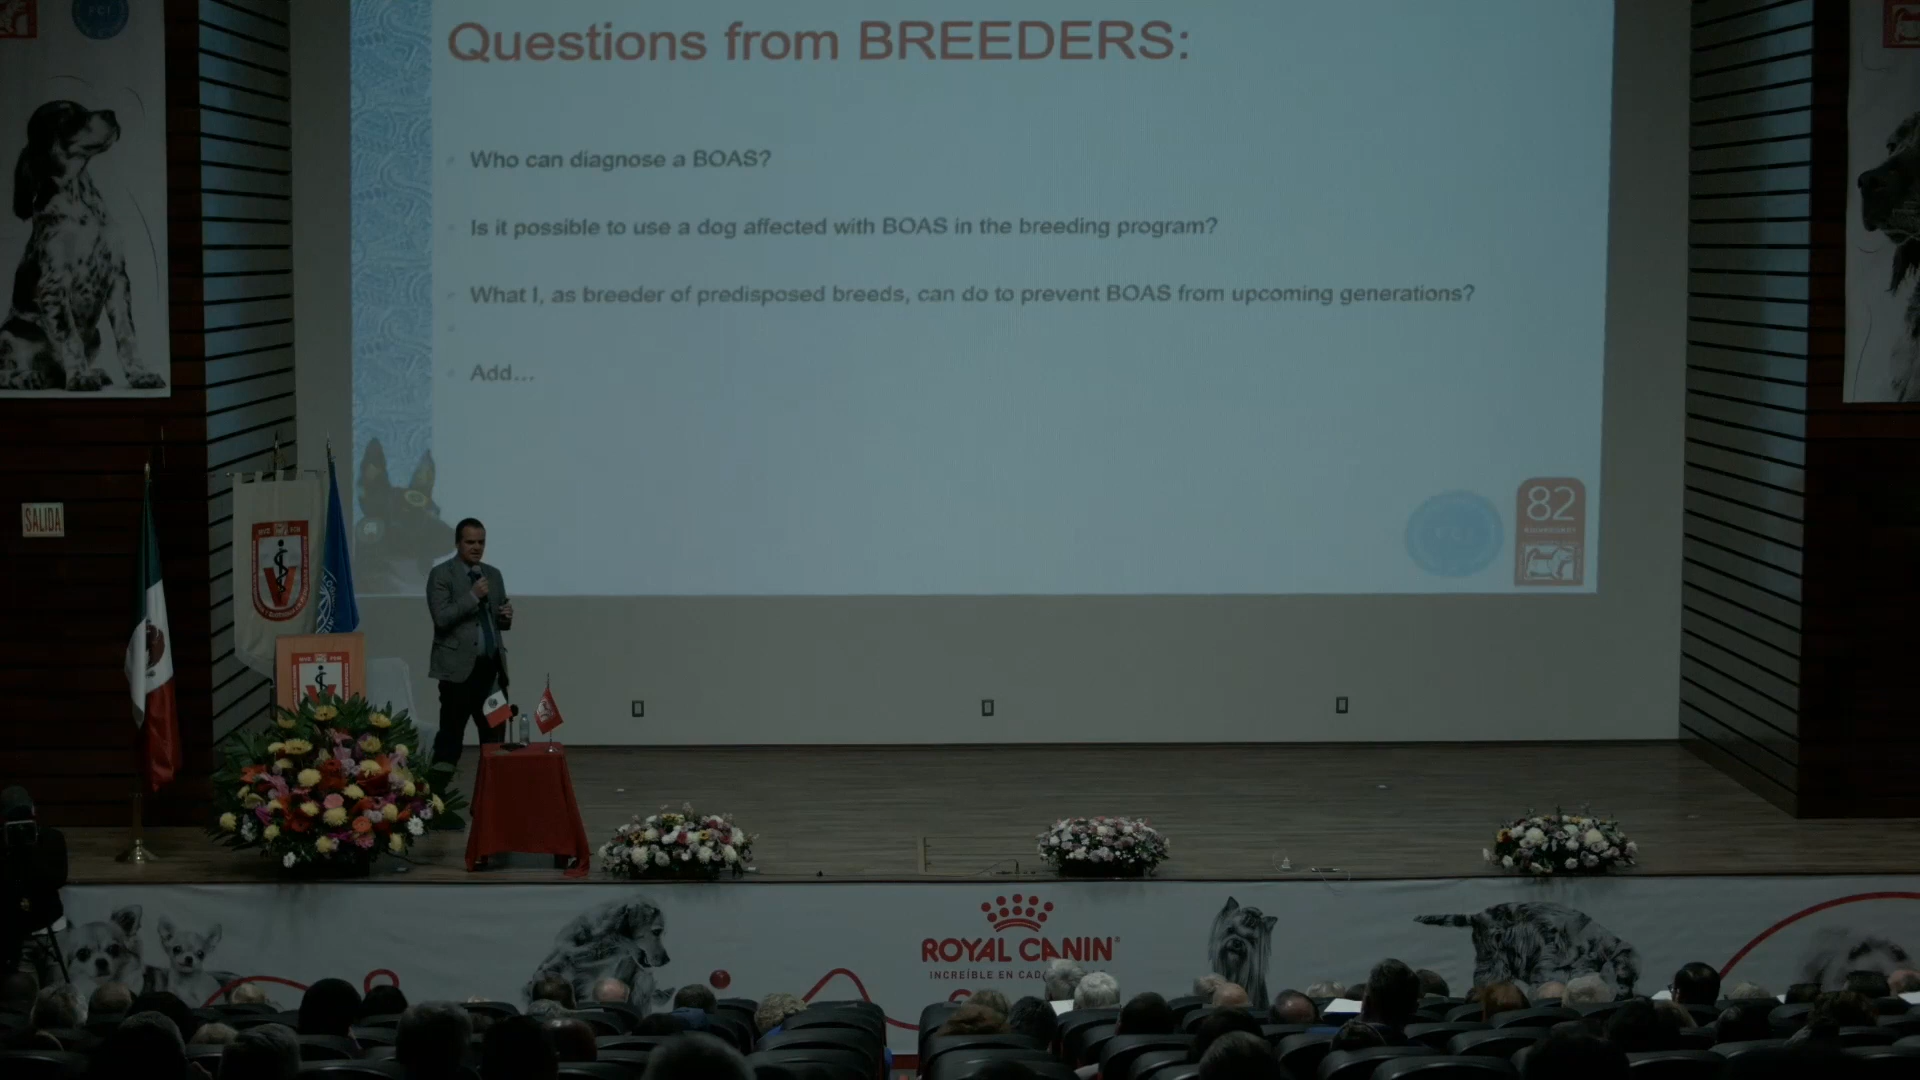 Questions from BREEDERS:
Who can diagnose a BOAS?
Is it possible to use a dog affected with BOAS in the breeding program?
What I, as breeder of predisposed breeds, can do to prevent BOAS from upcoming generations?
Add...
FCI
82
SALIDA
ROYAL CANIN
INCREÍBLE EN CAD